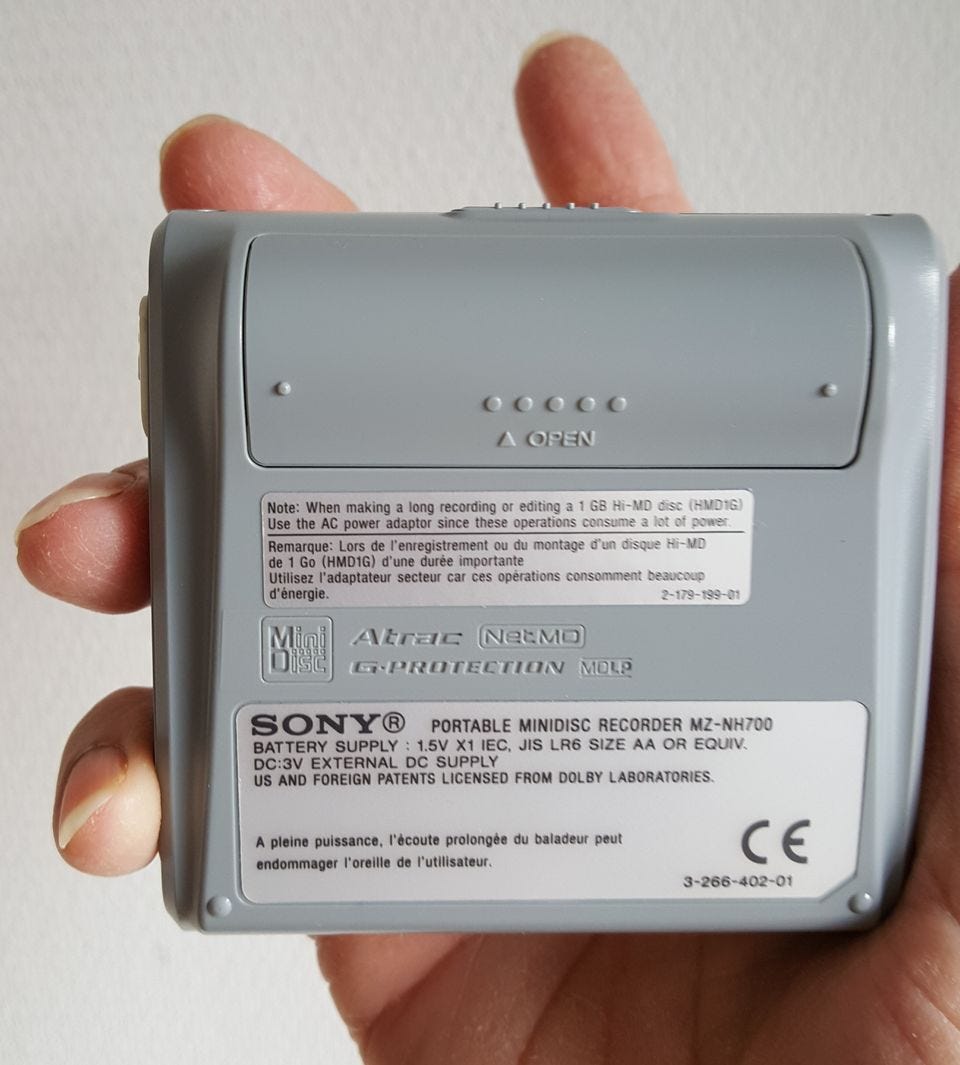 △ OPEN
Note: When making a long recording or editing a 1 GB Hi-MD disc (HMD1G)
Use the AC power adaptor since these operations consume a lot of power.
Remarque: Lors de l'enregistrement ou du montage d'un disque Hi-MD
de 1 Go (HMD1G) d'une durée importante
Utilisez l'adaptateur secteur car ces opérations consomment beaucoup
d'énergie. 2-179-199-01
Mini Disc Atrac NetMD
G-PROTECTION MDLP
SONY® PORTABLE MINIDISC RECORDER MZ-NH700
BATTERY SUPPLY : 1.5V X1 IEC, JIS LR6 SIZE AA OR EQUIV.
DC:3V EXTERNAL DC SUPPLY
US AND FOREIGN PATENTS LICENSED FROM DOLBY LABORATORIES.
A pleine puissance, l'écoute prolongée du baladeur peut
endommager l'oreille de l'utilisateur.
CE
3-266-402-01